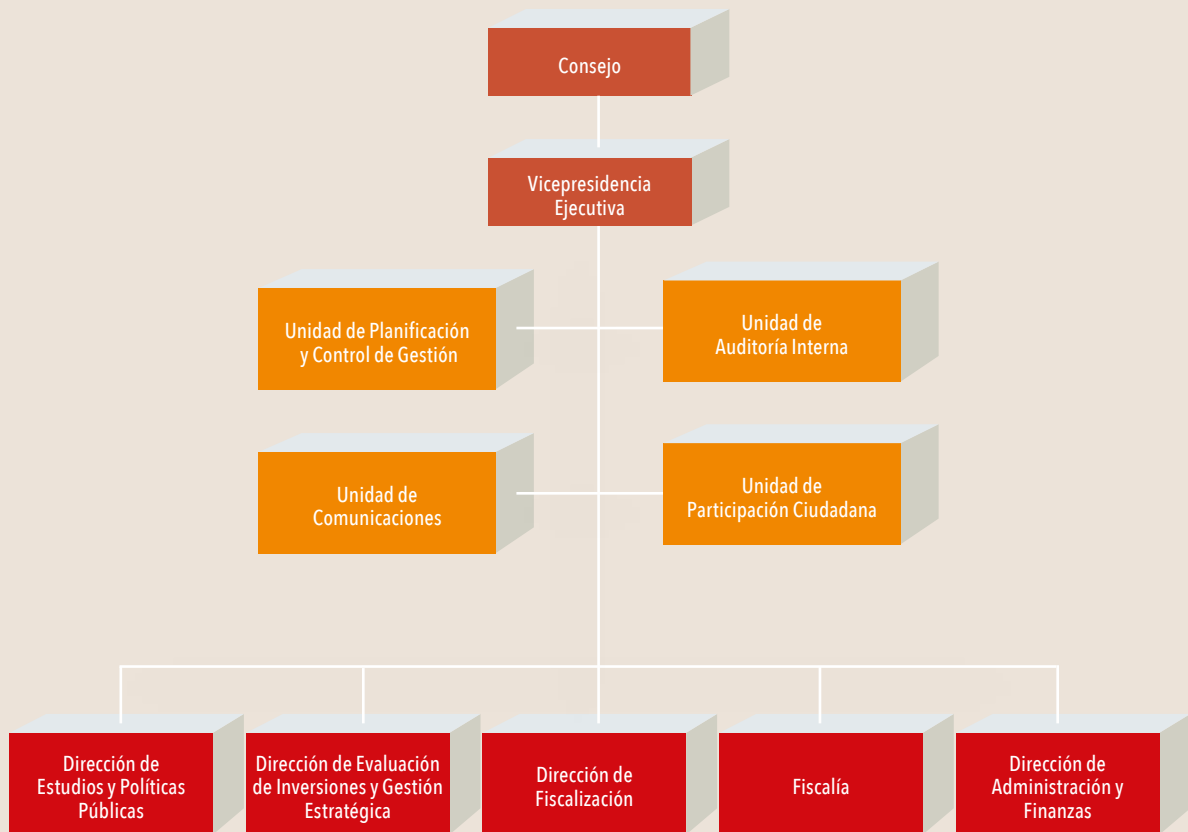 Consejo
Vicepresidencia
Ejecutiva
Unidad de Planificación
y Control de Gestión
Unidad de
Auditoría Interna
Unidad de
Comunicaciones
Unidad de
Participación Ciudadana
Dirección de
Estudios y Políticas
Públicas
Dirección de Evaluación
de Inversiones y Gestión
Estratégica
Dirección de
Fiscalización
Fiscalía
Dirección de
Administración y
Finanzas